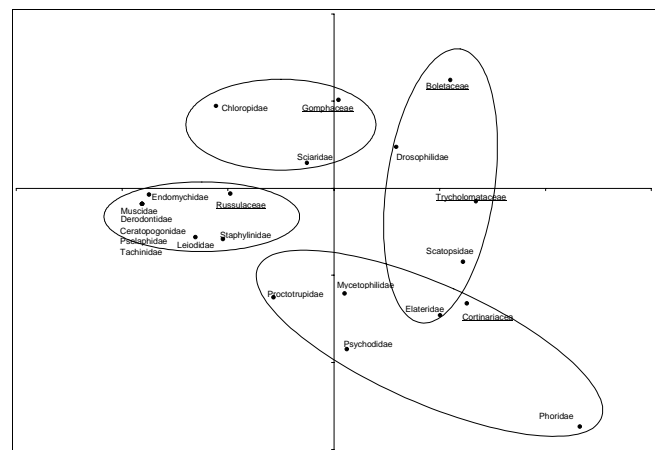 Boletaceae
Chloropidae
Gomphaceae
Drosophilidae
Sciaridae
Endomychidae
Russulaceae
Trycholomataceae
Muscidae
Derodontidae
Ceratopogonidae
Staphylinidae
Pselaphidae
Leiodidae
Tachinidae
Scatopsidae
Mycetophilidae
Proctotrupidae
Elateridae
Cortinariacea
Psychodidae
Phoridae